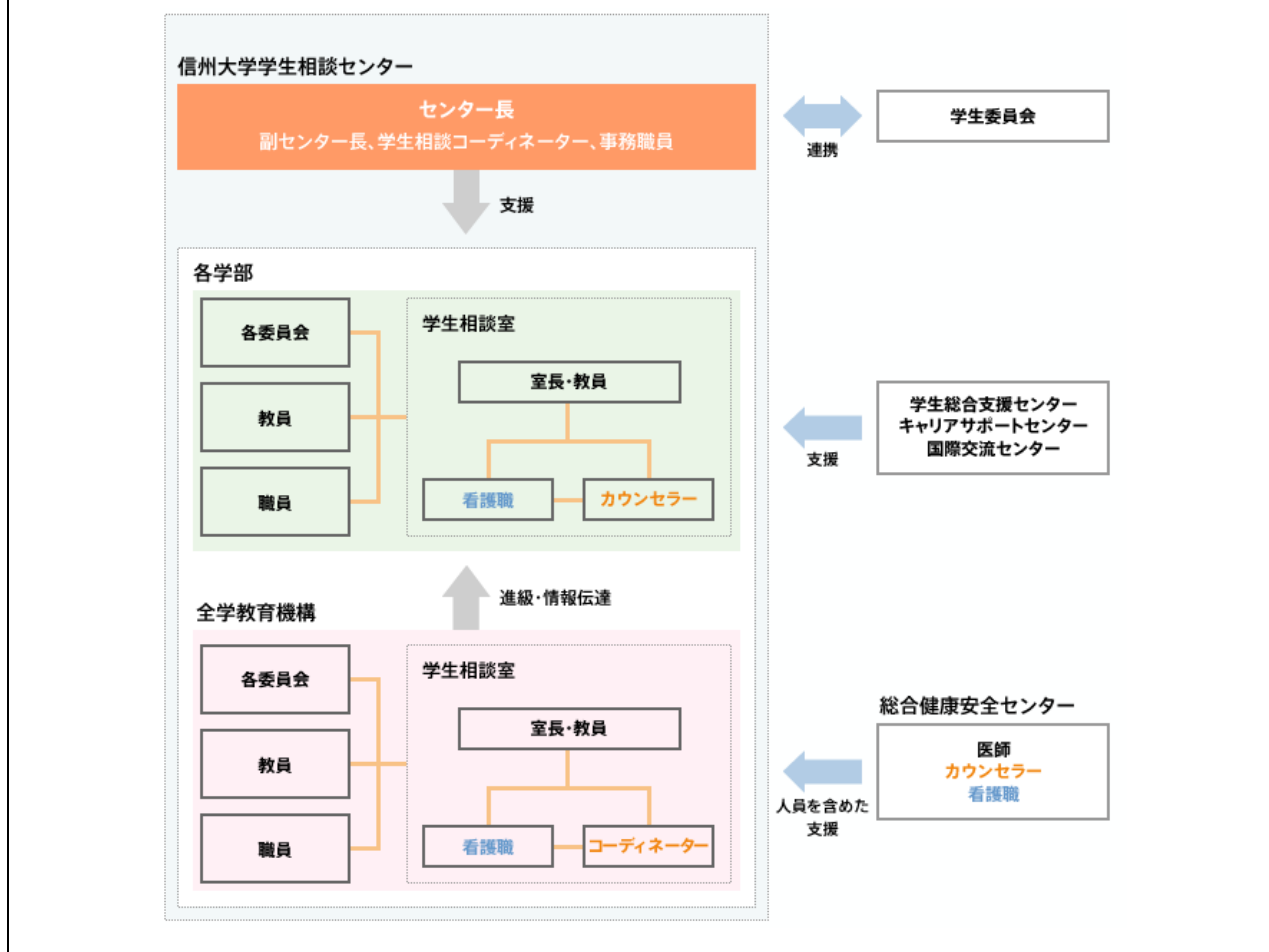 信州大学学生相談センター
センター長
副センター長、学生相談コーディネーター、事務職員
連携
学生委員会
支援
各学部
各委員会
教員
職員
学生相談室
室長・教員
看護職
カウンセラー
支援
学生総合支援センター
キャリアサポートセンター
国際交流センター
進級・情報伝達
全学教育機構
各委員会
教員
職員
学生相談室
室長・教員
看護職
コーディネーター
人員を含めた
支援
総合健康安全センター
医師
カウンセラー
看護職